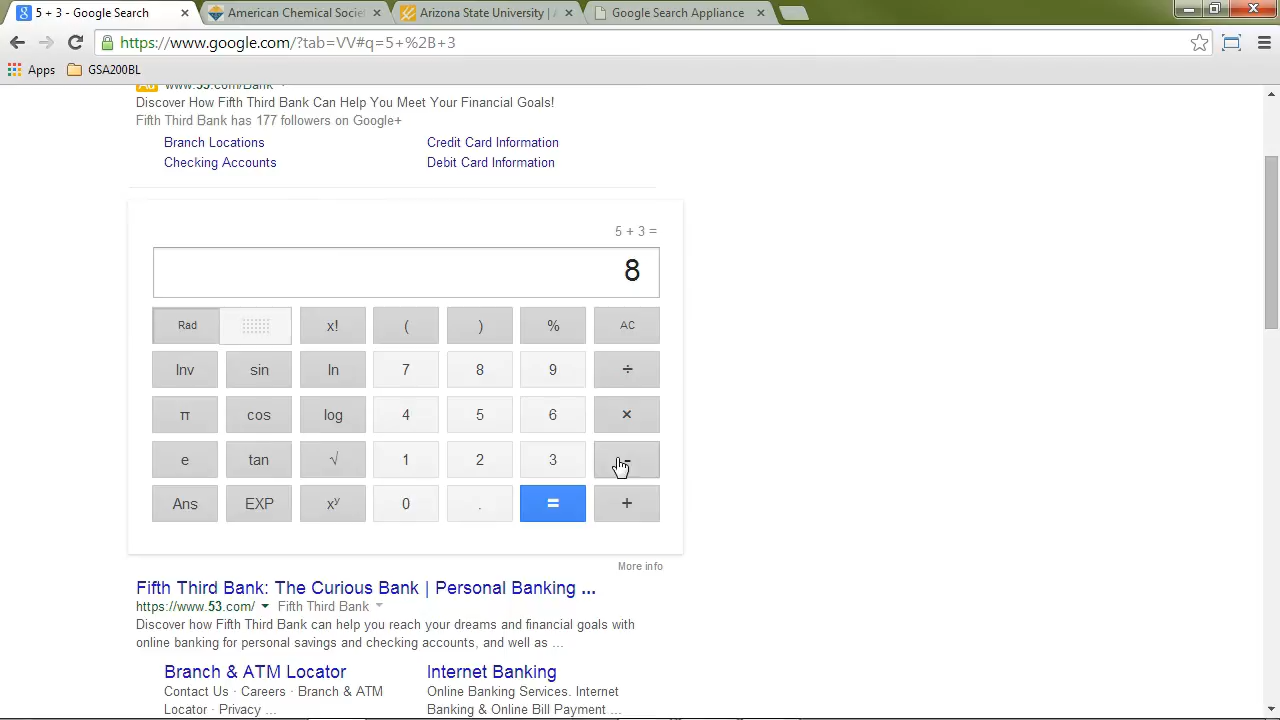 5 + 3 - Google Search
American Chemical Societ
Arizona State University | A
Google Search Appliance
https://www.google.com/?tab=VV#q=5+%2B+3
Apps
GSA200BL
Ad www.53.com/Bank
Discover How Fifth Third Bank Can Help You Meet Your Financial Goals!
Fifth Third Bank has 177 followers on Google+
Branch Locations
Credit Card Information
Checking Accounts
Debit Card Information
5 + 3 =
8
Rad x! ( ) % AC
Inv sin ln 7 8 9 ÷
π cos log 4 5 6 ×
e tan √ 1 2 3 -
Ans EXP xʸ 0 . = +
More info
Fifth Third Bank: The Curious Bank | Personal Banking ...
https://www.53.com/ Fifth Third Bank
Discover how Fifth Third Bank can help you reach your dreams and financial goals with
online banking for personal savings and checking accounts, and well as ...
Branch & ATM Locator
Internet Banking
Contact Us · Careers · Branch & ATM
Online Banking Services. Internet
Locator · Privacy ...
Banking & Online Bill Payment ...